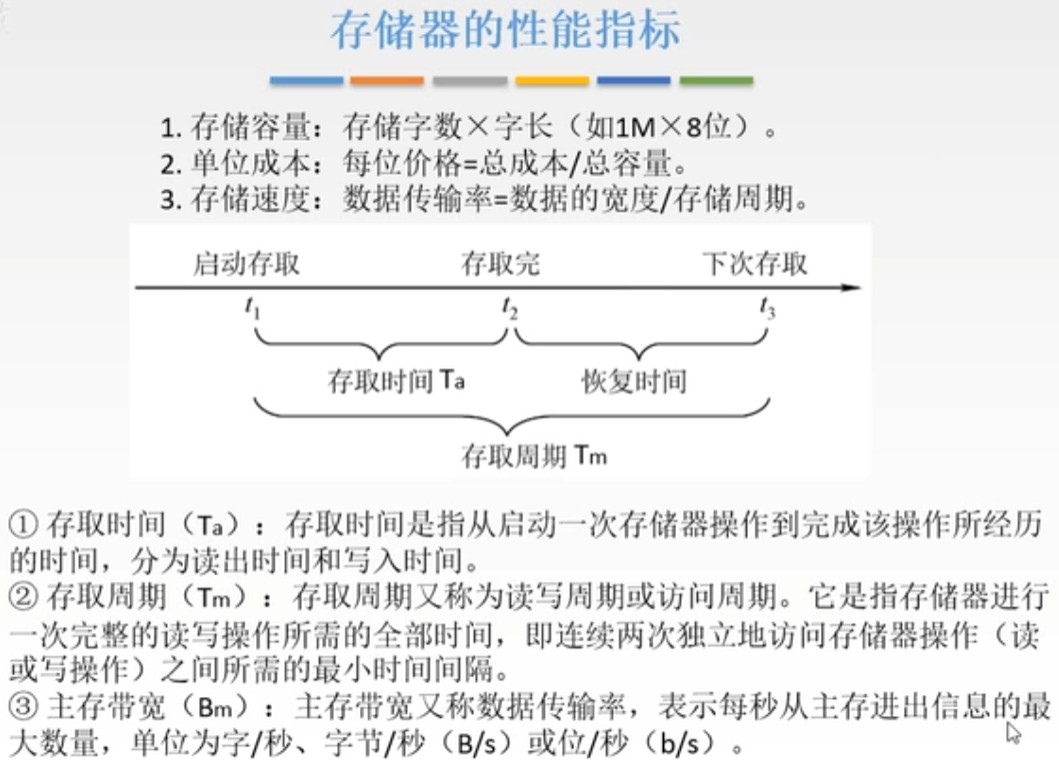 存储器的性能指标
1. 存储容量：存储字数×字长（如1M×8位）。
2. 单位成本：每位价格=总成本/总容量。
3. 存储速度：数据传输率=数据的宽度/存储周期。
启动存取 存取完 下次存取
t1 t2 t3
存取时间 Ta 恢复时间
存取周期 Tm
① 存取时间（Ta）：存取时间是指从启动一次存储器操作到完成该操作所经历
的时间，分为读出时间和写入时间。
② 存取周期（Tm）：存取周期又称为读写周期或访问周期。它是指存储器进行
一次完整的读写操作所需的全部时间，即连续两次独立地访问存储器操作（读
或写操作）之间所需的最小时间间隔。
③ 主存带宽（Bm）：主存带宽又称数据传输率，表示每秒从主存进出信息的最
大数量，单位为字/秒、字节/秒（B/s）或位/秒（b/s）。